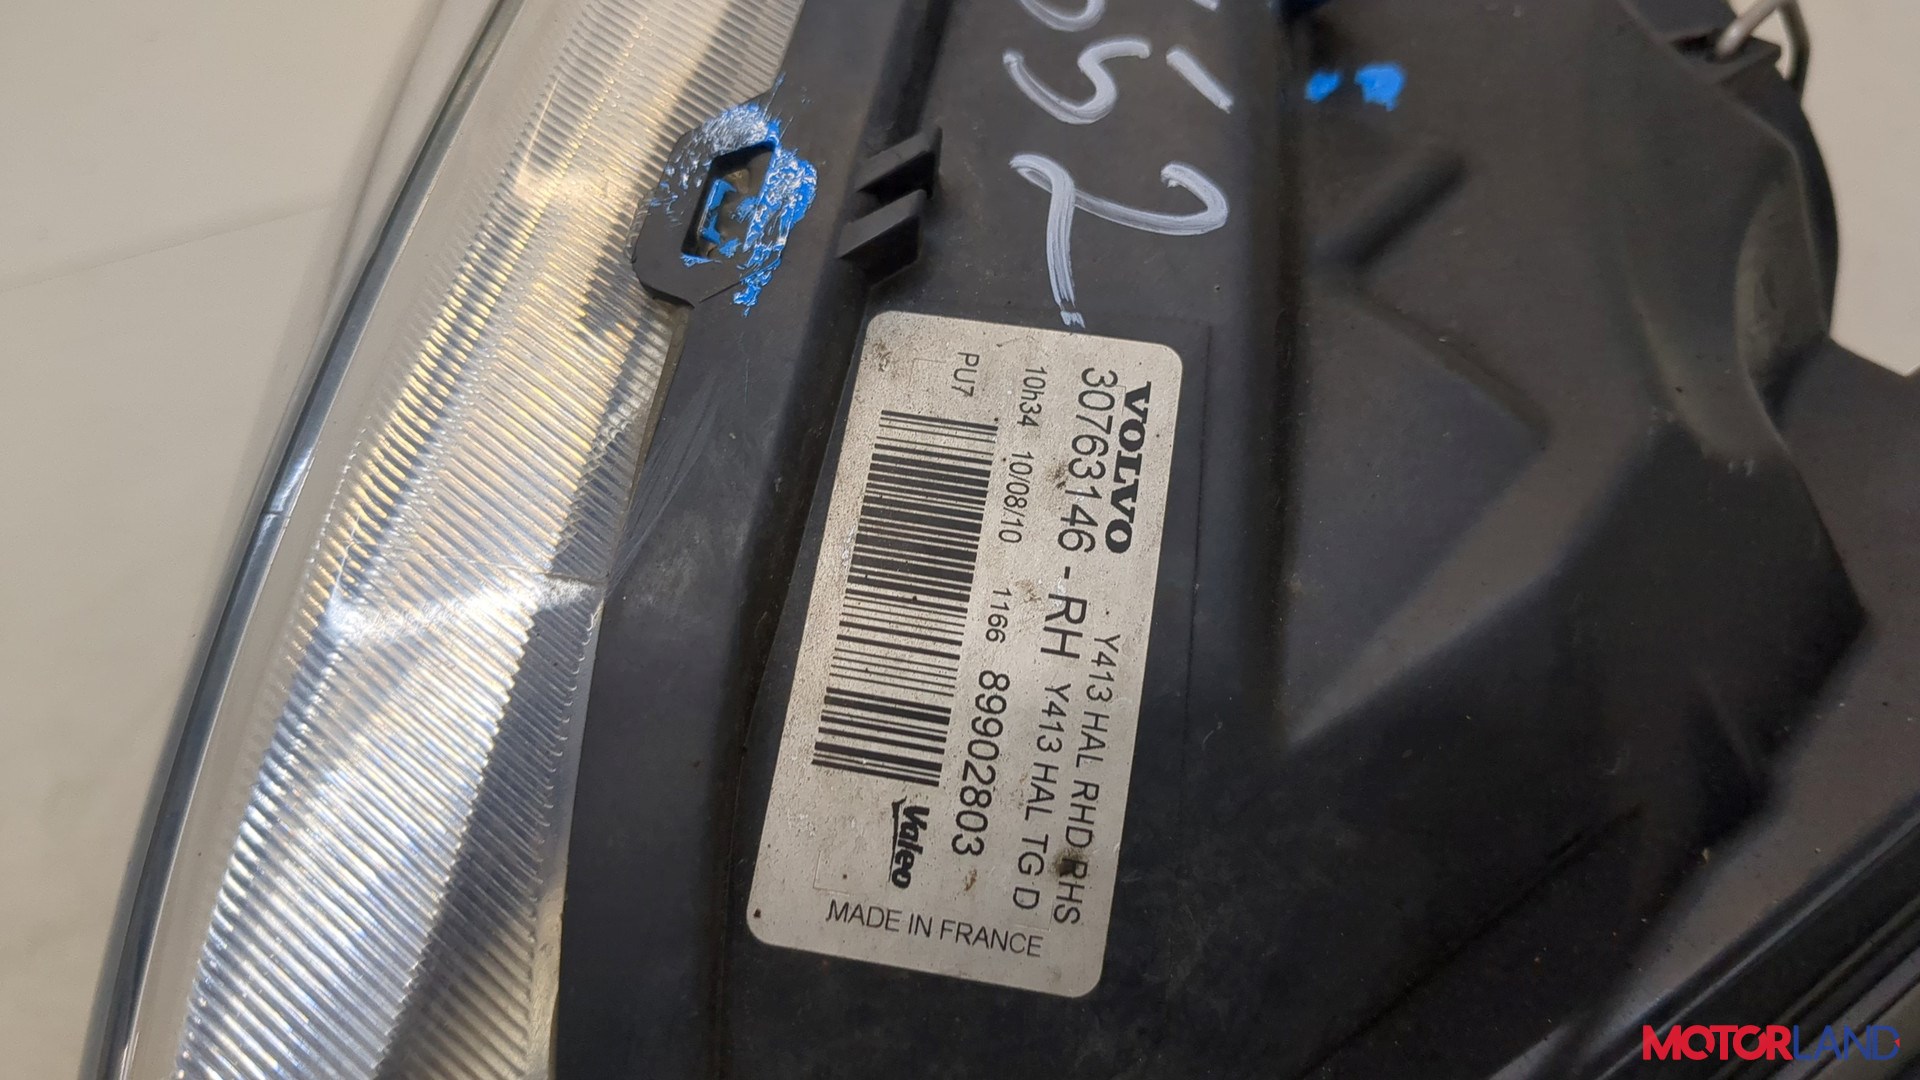 52
VOLVO
Y413 HAL RHD RHS
30763146 - RH Y413 HAL TG D
10h34 10/08/10 1166 89902803
PU7
Valeo
MADE IN FRANCE
MOTORLAND